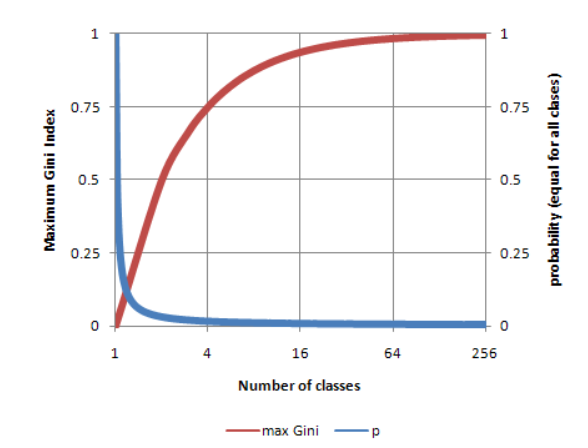 Maximum Gini Index
1
0.75
0.5
0.25
0
1
0.75
0.5
0.25
0
probability (equal for all clases)
1 4 16 64 256
Number of classes
max Gini p